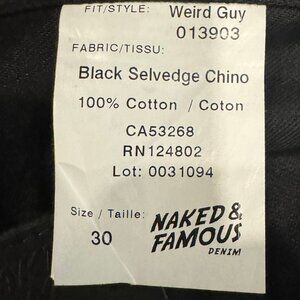 FIT/STYLE: Weird Guy
013903
FABRIC/TISSU:
Black Selvedge Chino
100% Cotton / Coton
CA53268
RN124802
Lot: 0031094
Size / Taille:
30
NAKED &
FAMOUS
DENIM